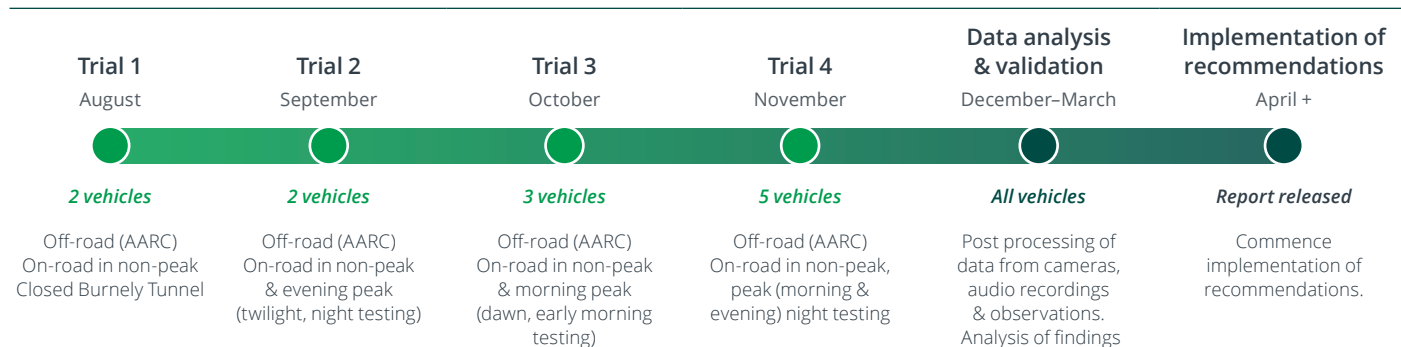 Trial 1
August
2 vehicles
Off-road (AARC)
On-road in non-peak
Closed Burnely Tunnel
Trial 2
September
2 vehicles
Off-road (AARC)
On-road in non-peak
& evening peak
(twilight, night testing)
Trial 3
October
3 vehicles
Off-road (AARC)
On-road in non-peak
& morning peak
(dawn, early morning
testing)
Trial 4
November
5 vehicles
Off-road (AARC)
On-road in non-peak,
peak (morning &
evening) night testing
Data analysis
& validation
December–March
All vehicles
Post processing of
data from cameras,
audio recordings
& observations.
Analysis of findings
Implementation of
recommendations
April +
Report released
Commence
implementation of
recommendations.